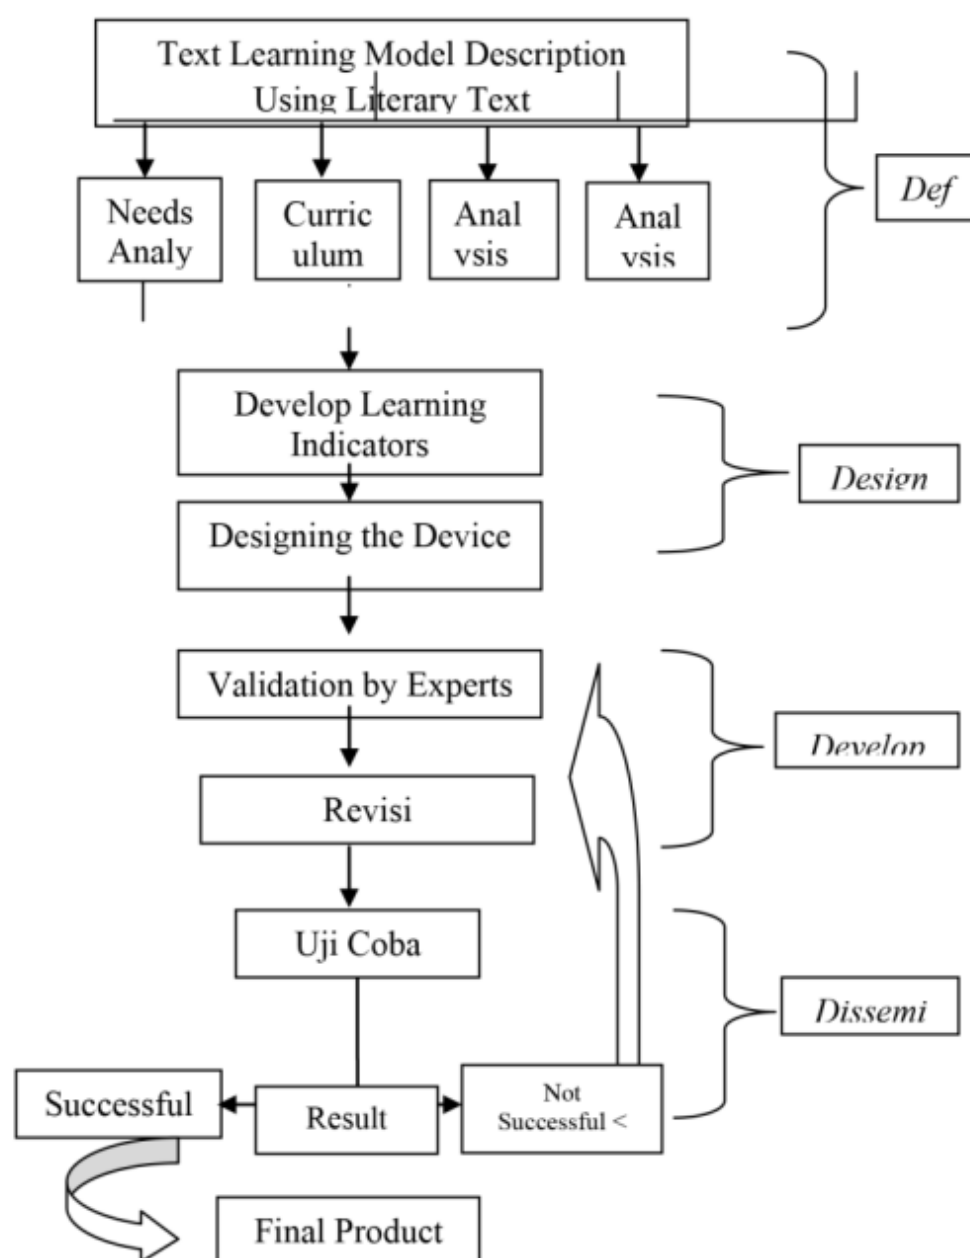 Text Learning Model Description
Using Literary Text
Needs
Analy
Curric
ulum
Anal
ysis
Anal
ysis
Def
Develop Learning
Indicators
Design
Designing the Device
Validation by Experts
Develop
Revisi
Uji Coba
Dissemi
Successful
Result
Not
Successful <
Final Product